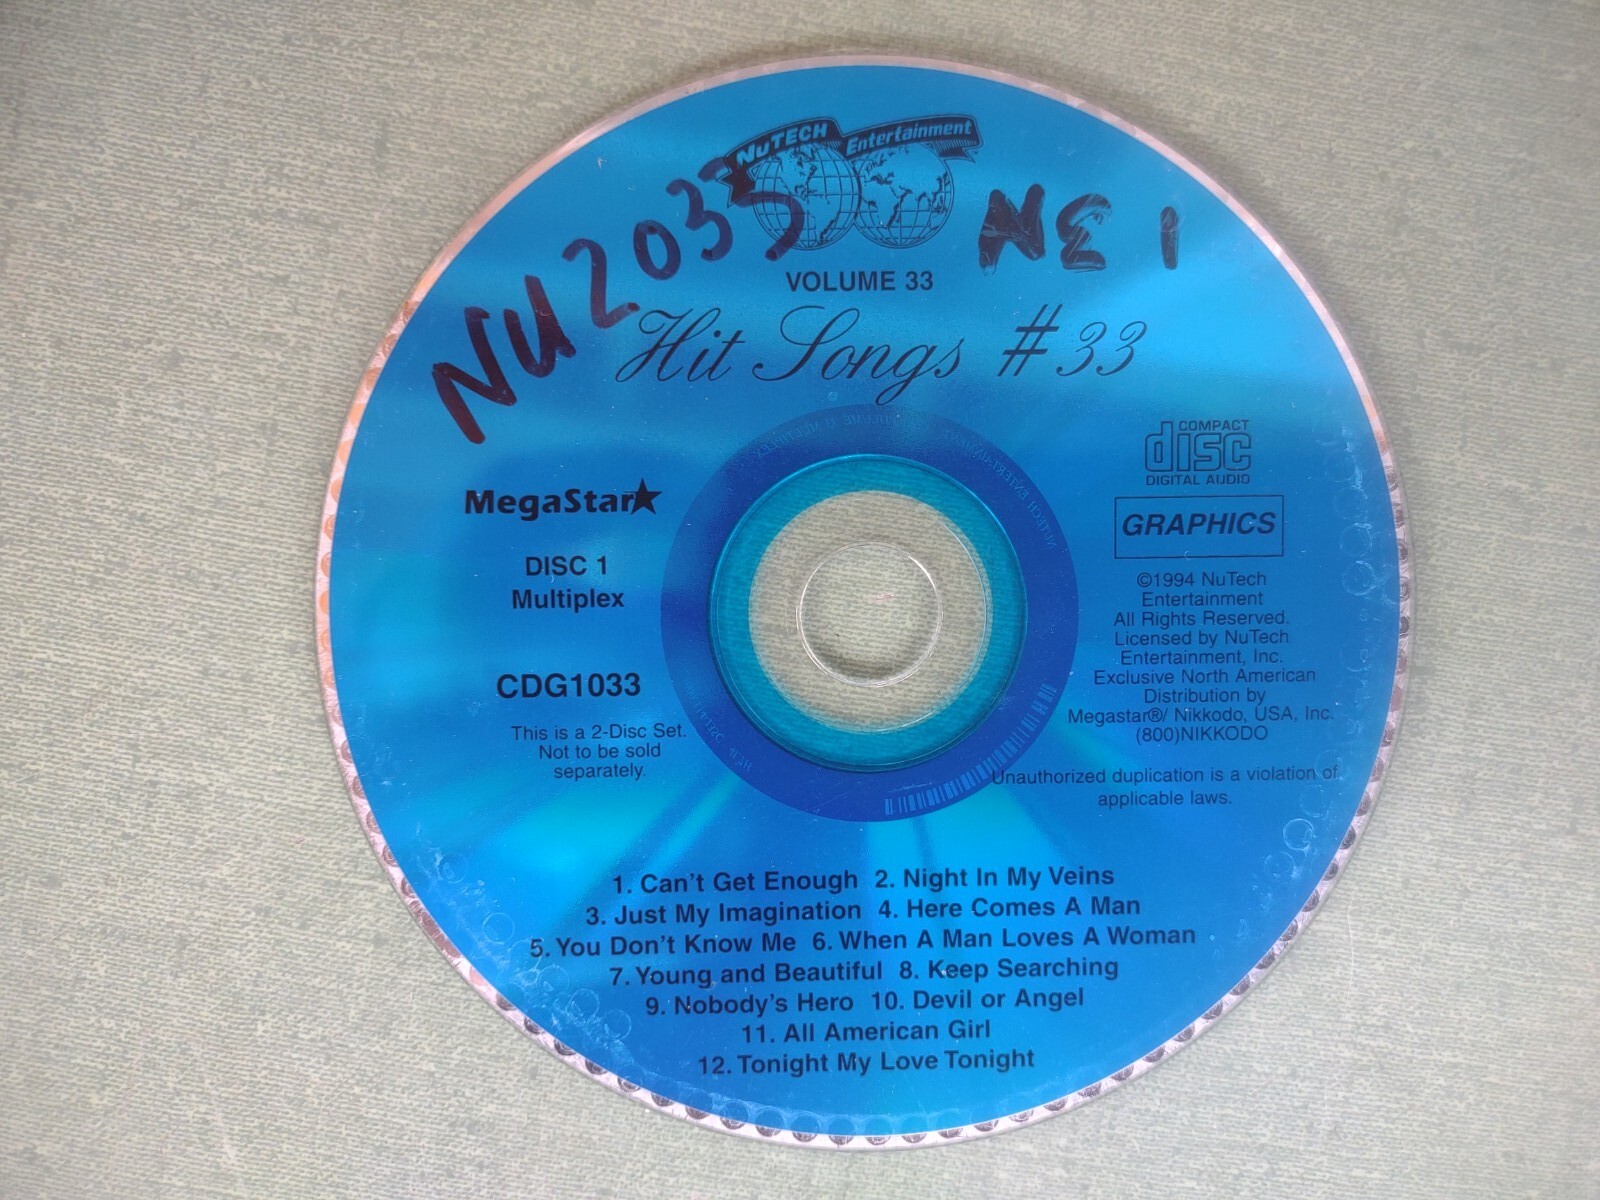 NuTECH Entertainment
NU2033
NE 1
VOLUME 33
Hit Songs #33
COMPACT
disc
DIGITAL AUDIO
GRAPHICS
MegaStar
DISC 1
Multiplex
CDG1033
This is a 2-Disc Set.
Not to be sold
separately.
©1994 NuTech
Entertainment
All Rights Reserved.
Licensed by NuTech
Entertainment, Inc.
Exclusive North American
Distribution by
Megastar®/ Nikkodo, USA, Inc.
(800)NIKKODO
Unauthorized duplication is a violation of
applicable laws.
1. Can't Get Enough 2. Night In My Veins
3. Just My Imagination 4. Here Comes A Man
5. You Don't Know Me 6. When A Man Loves A Woman
7. Young and Beautiful 8. Keep Searching
9. Nobody's Hero 10. Devil or Angel
11. All American Girl
12. Tonight My Love Tonight